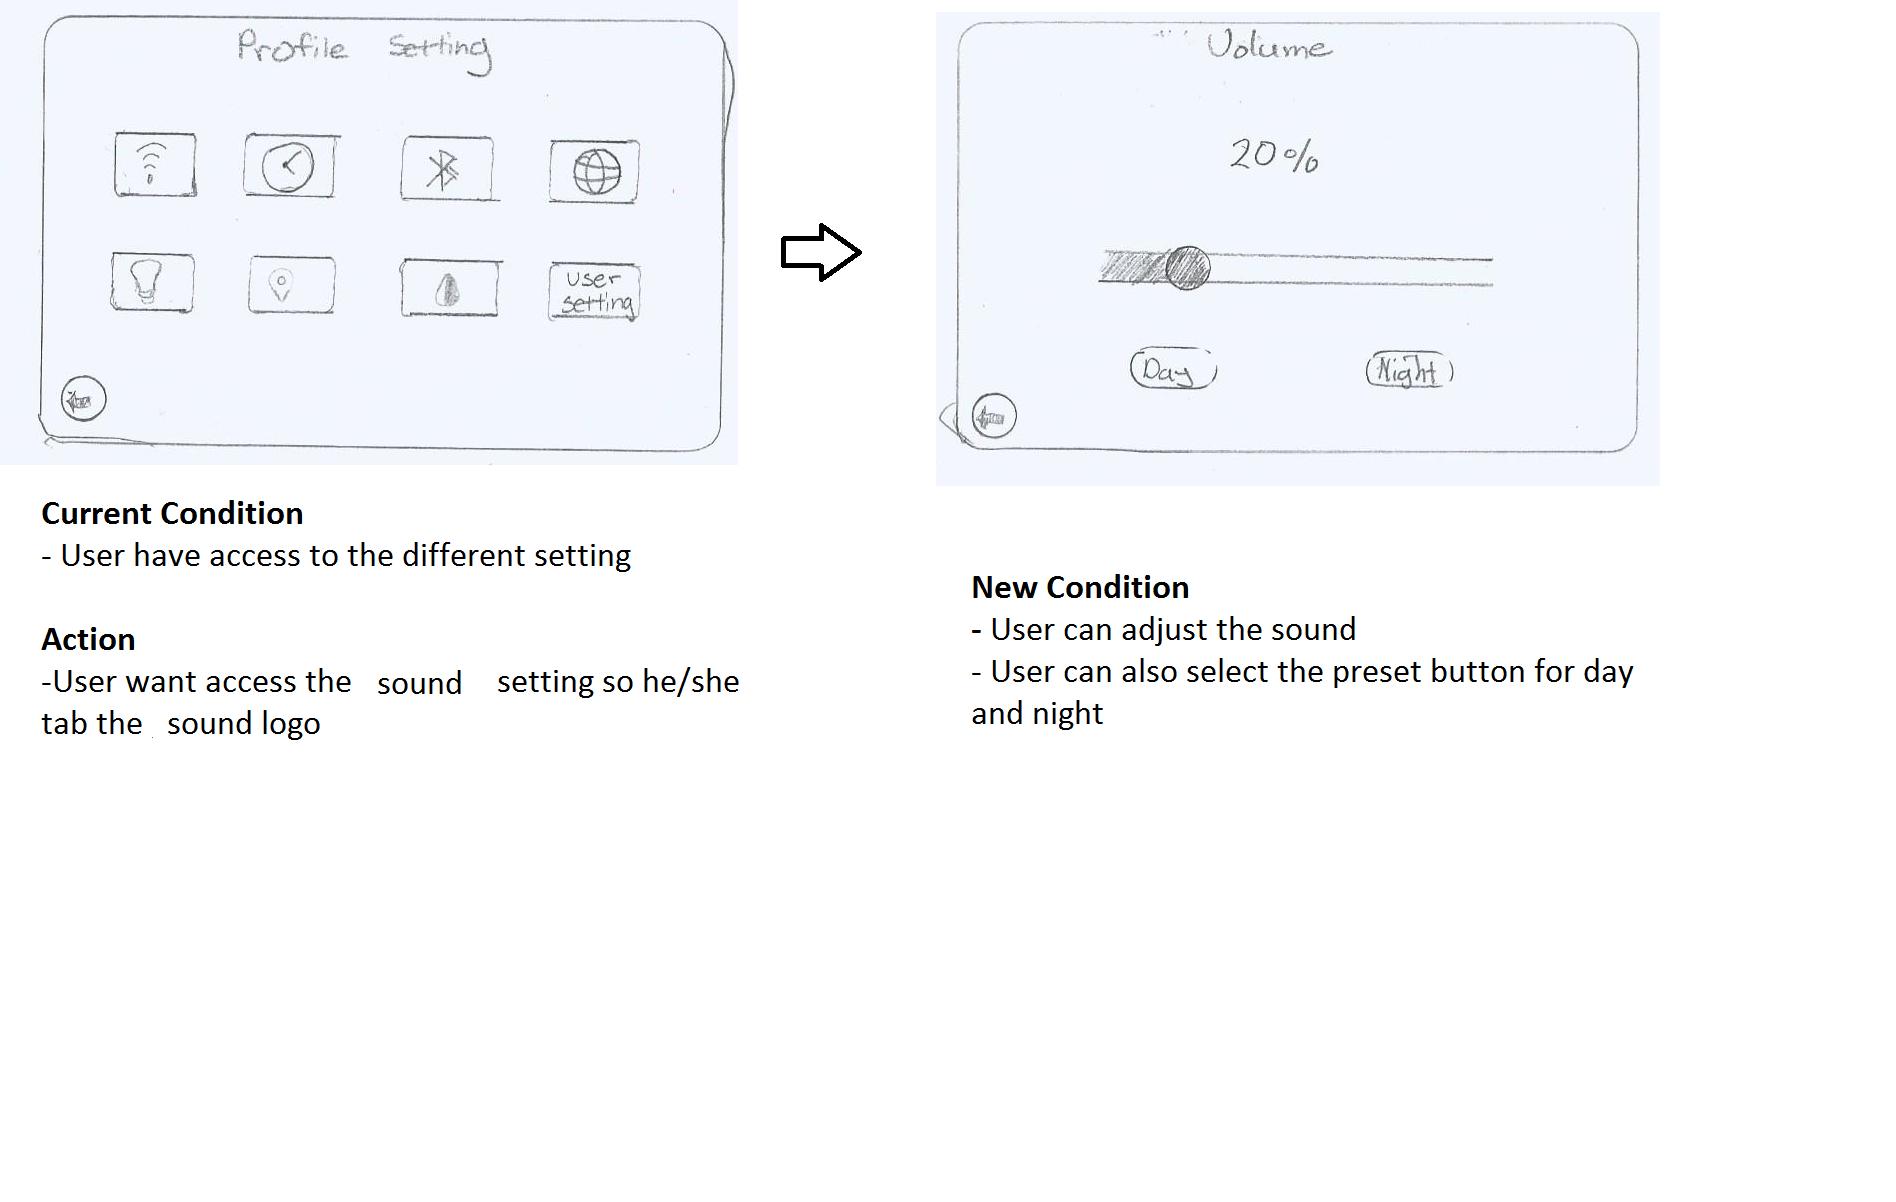 Profile Setting
user
setting
Current Condition
- User have access to the different setting
Action
-User want access the sound setting so he/she
tab the sound logo
Volume
20%
Day
Night
New Condition
- User can adjust the sound
- User can also select the preset button for day
and night